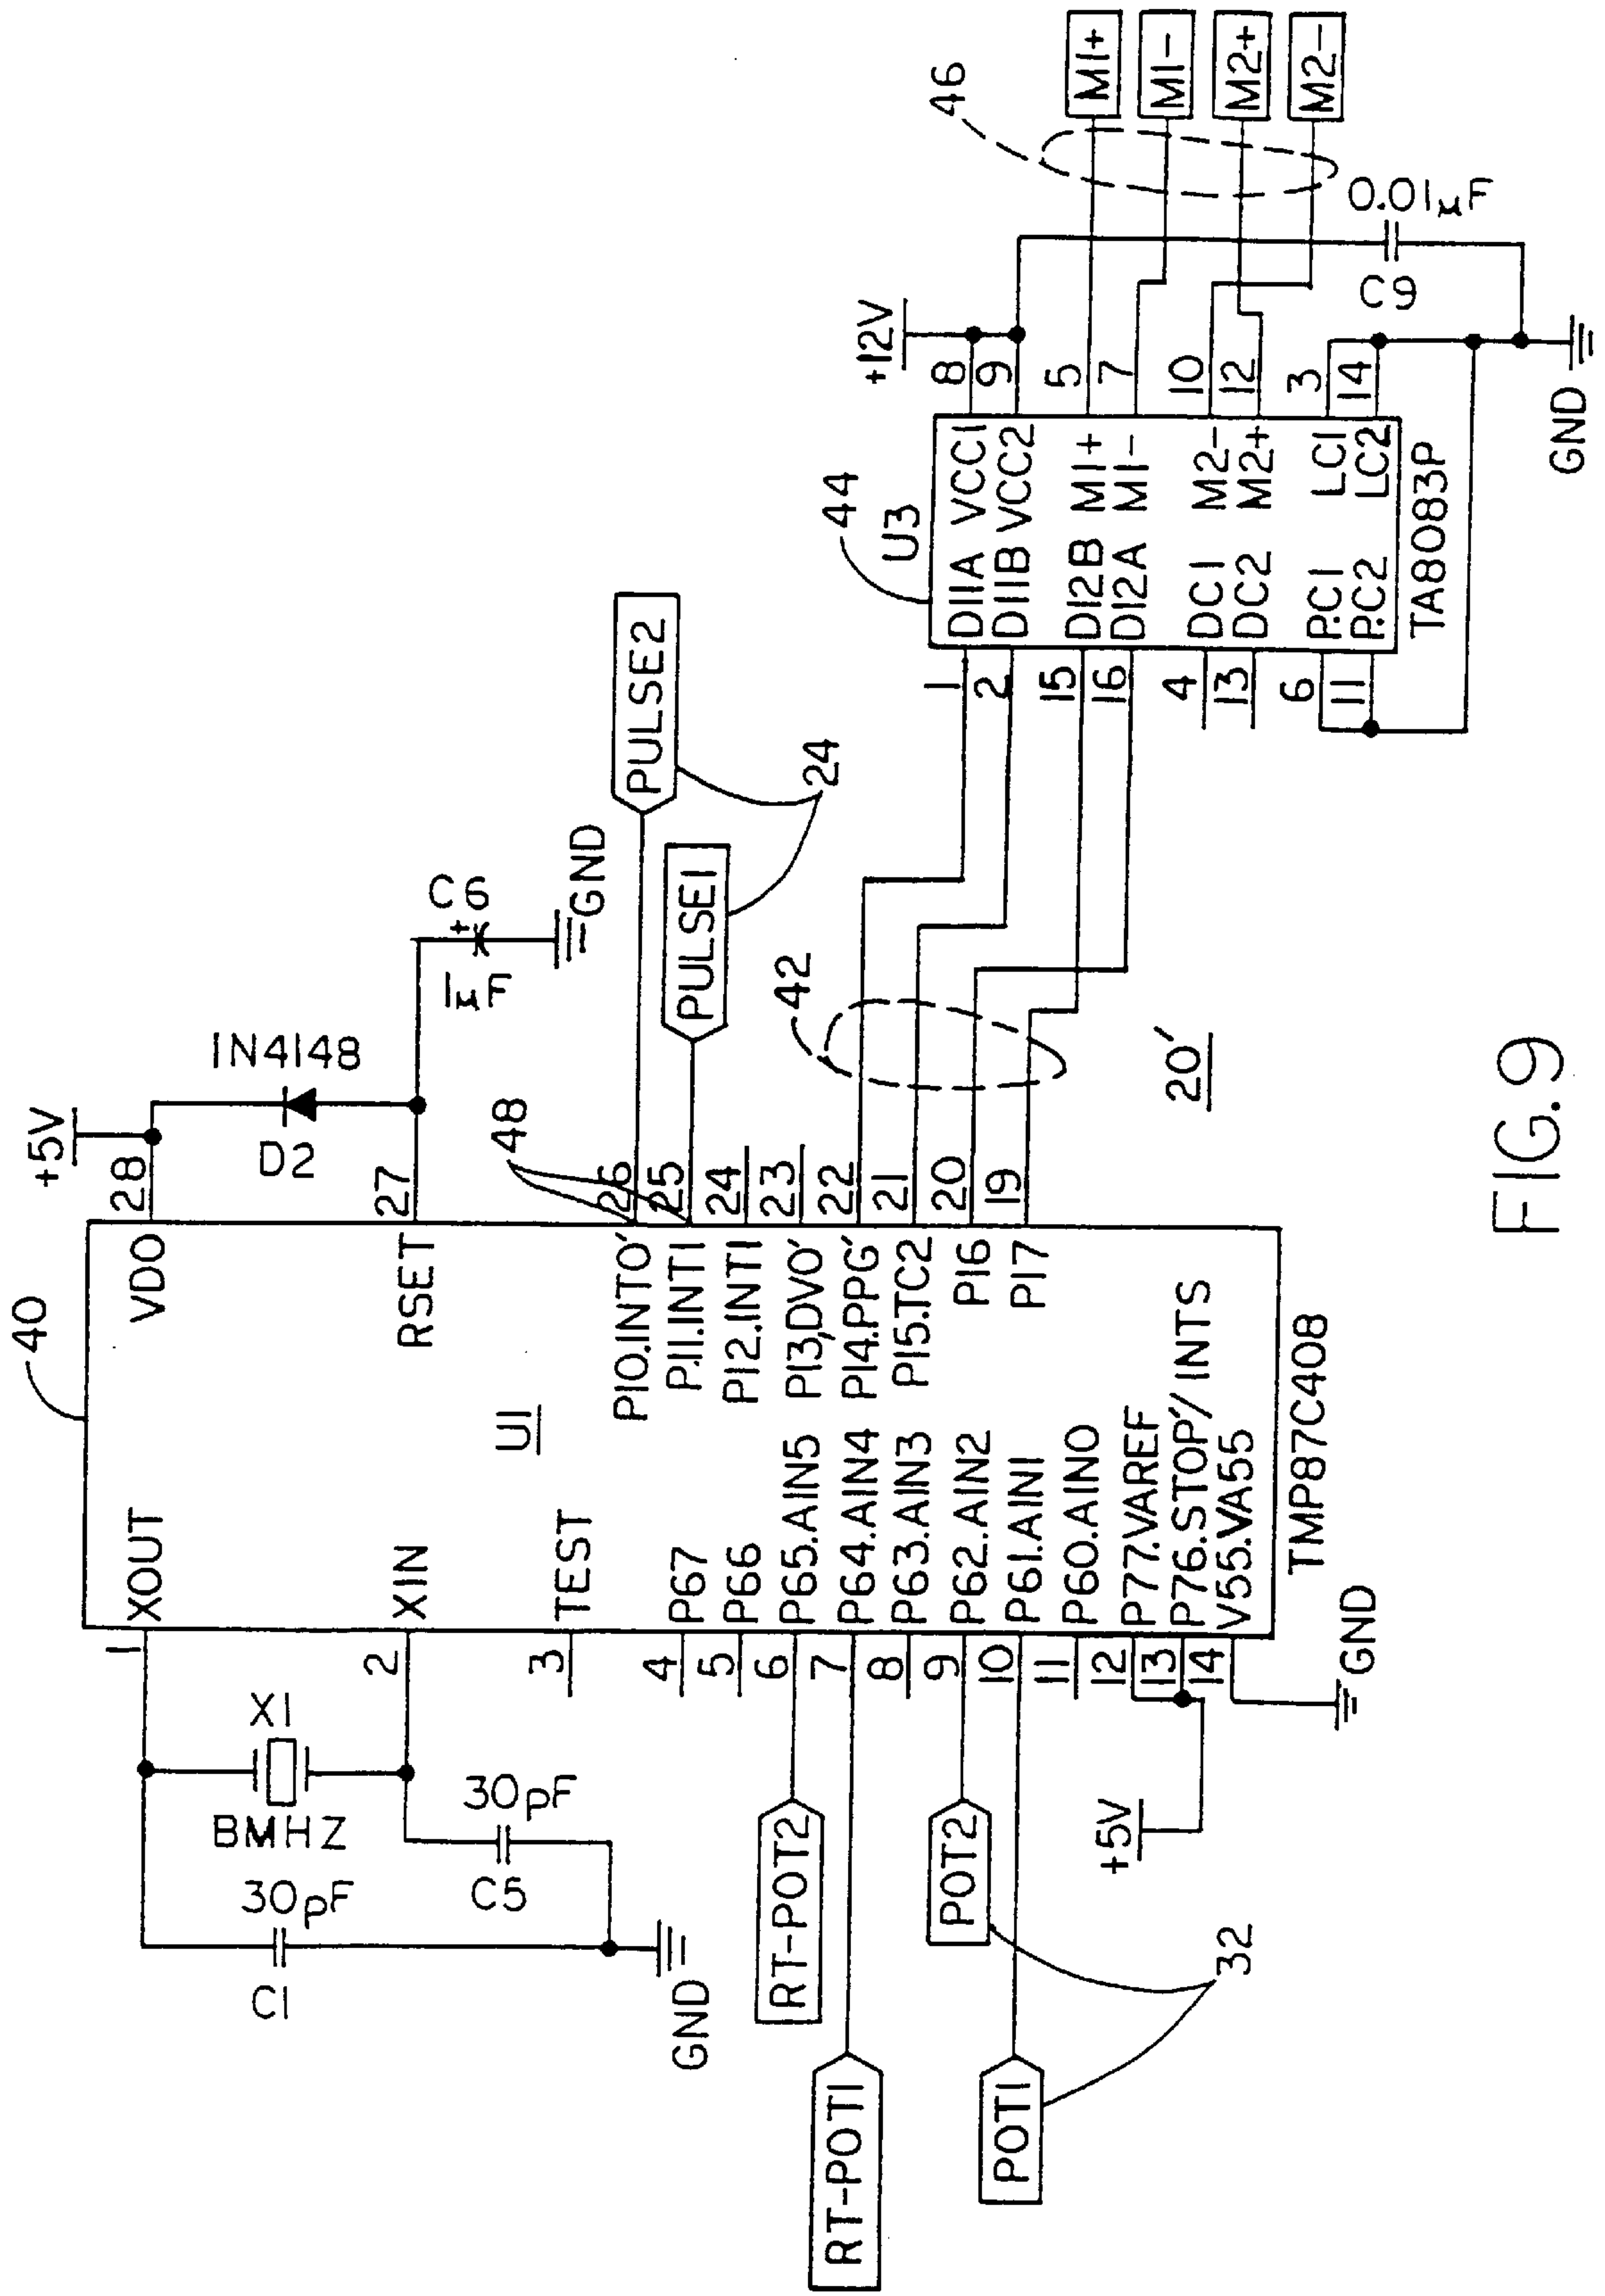 40
+5V
28
VDO
XOUT
1
1N4148
D2
27
RSET
XIN
2
X1
8MHZ
30pF
C1
30pF
C5
GND
C6
+
1µF
GND
U1
TEST
3
48
PULSE2
26
P10.INT0'
P67
4
PULSE1
25
P.11.INT1
P66
5
24
24
P12.INT1
P65.AIN5
6
RT-POT2
23
P13,DVO'
P64.AIN4
7
RT-POT1
22
P14.PPG'
P63.AIN3
8
21
P15.TC2
P62.AIN2
9
POT2
20
P16
P61.AIN1
10
POT1
19
P17
P60.AIN0
11
P77.VAREF
12
P76.STOP'/INT5
13
V55.VA55
14
+5V
GND
32
TMP87C408
42
20'
44
U3
+12V
1
DI1A
VCC1
8
2
DI1B
VCC2
9
15
DI2B
M1+
5
16
DI2A
M1-
7
4
DC1
M2-
10
13
DC2
M2+
12
6
P.C1
LC1
3
11
P.C2
LC2
14
TA8083P
46
M1+
M1-
M2+
M2-
0.01µF
C9
GND
FIG.9